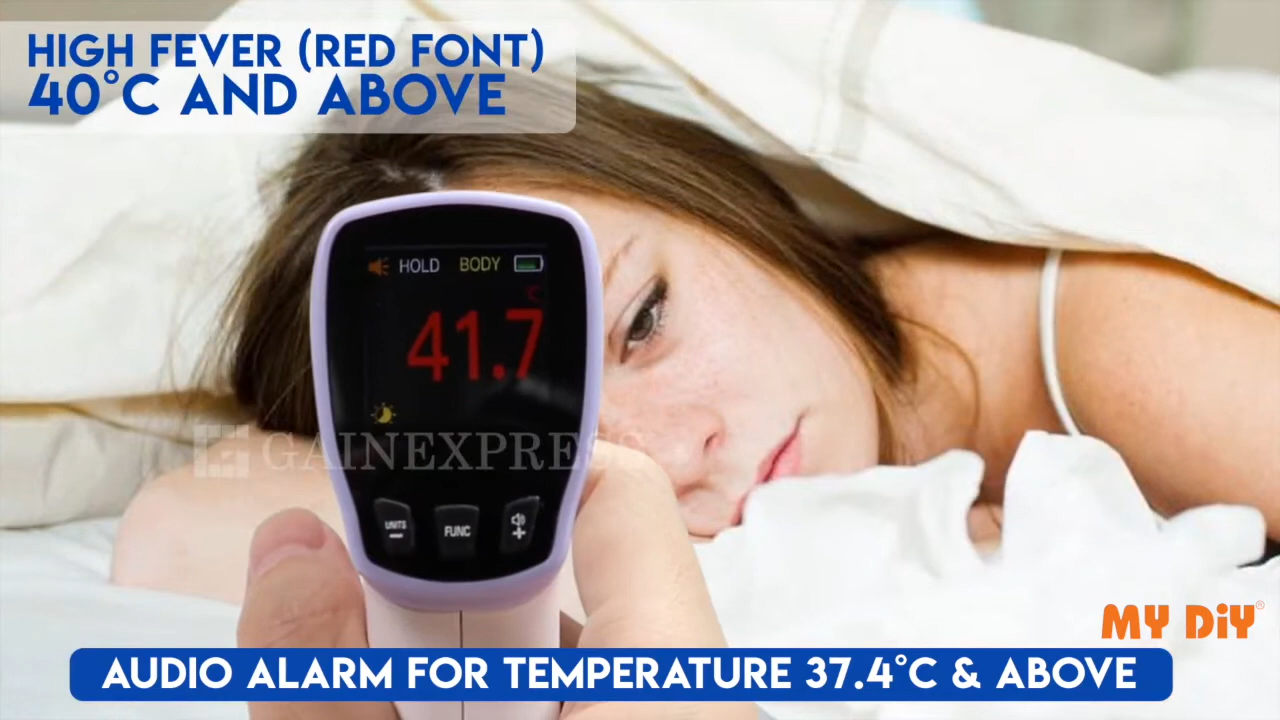 HIGH FEVER (RED FONT)
40°C AND ABOVE
HOLD BODY
C
41.7
GAINEXPRESS
UNITS
FUNC
MY DiY®
AUDIO ALARM FOR TEMPERATURE 37.4°C & ABOVE